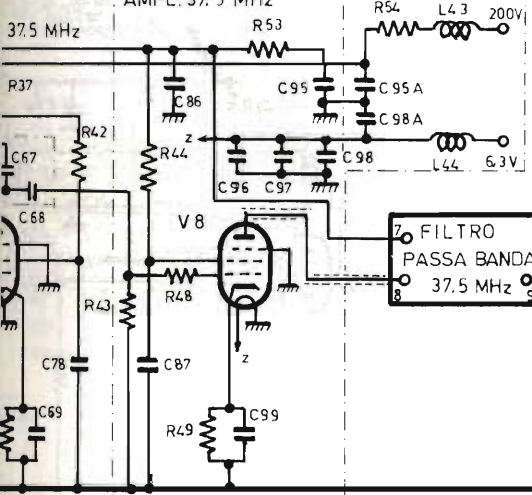 AMPL. 37.5 MHz
R54
L43
200V
R53
37.5 MHz
R37
C86
C95
C95A
C98A
R42
R44
Z
C98
L44
6.3V
C67
C96
C97
C68
V8
7
FILTRO
PASSA BANDA
37.5 MHz
8
R48
R43
Z
C78
C87
C69
R49
C99